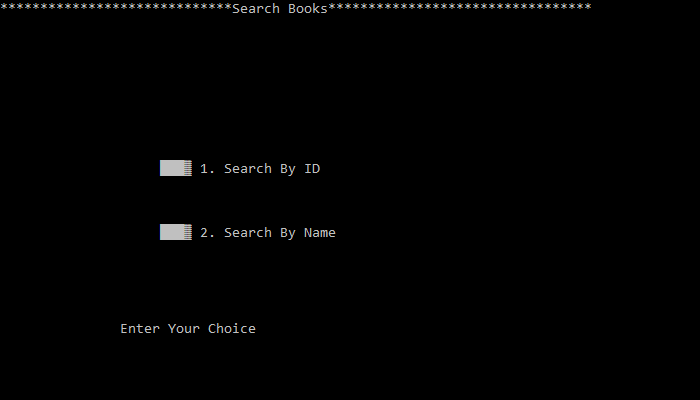 *****************************Search Books*********************************
1. Search By ID
2. Search By Name
Enter Your Choice